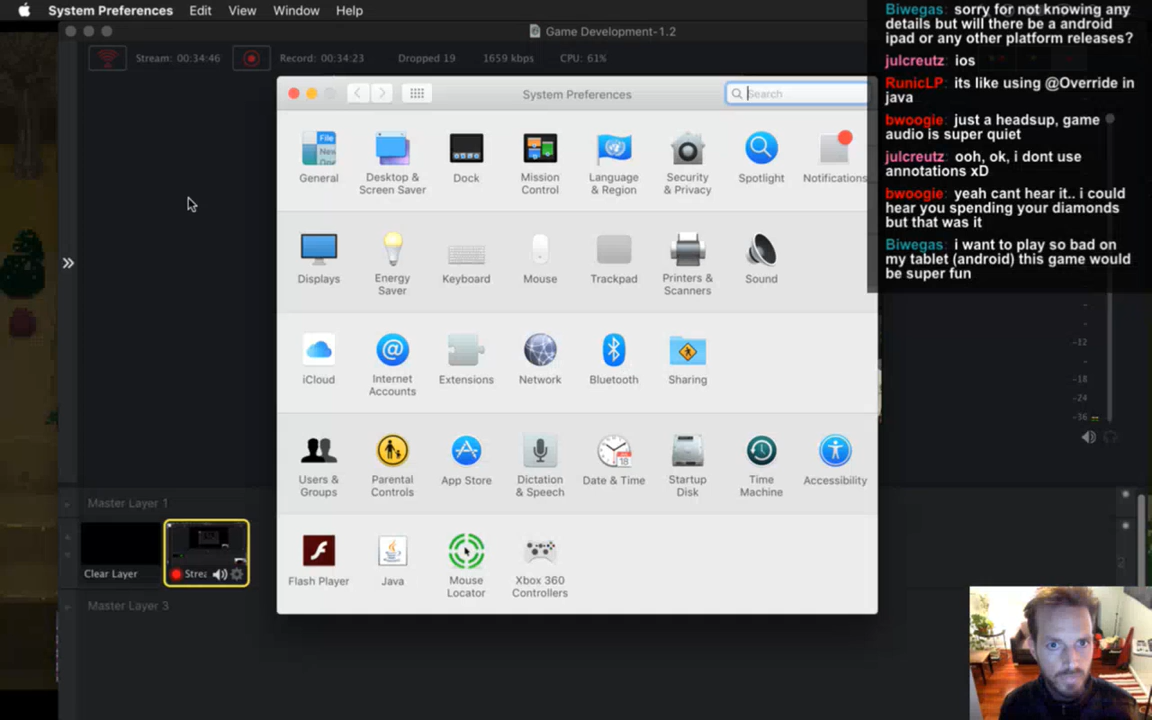 System Preferences Edit View Window Help
Game Development-1.2
Stream: 00:34:46 Record: 00:34:23 Dropped 19 1659 kbps CPU: 61%
System Preferences
Search
General
Desktop &
Screen Saver
Dock
Mission
Control
Language
& Region
Security
& Privacy
Spotlight
Notifications
Displays
Energy
Saver
Keyboard
Mouse
Trackpad
Printers &
Scanners
Sound
iCloud
Internet
Accounts
Extensions
Network
Bluetooth
Sharing
Users &
Groups
Parental
Controls
App Store
Dictation
& Speech
Date & Time
Startup
Disk
Time
Machine
Accessibility
Flash Player
Java
Mouse
Locator
Xbox 360
Controllers
File
New
18
Biwegas: sorry for not knowing any
details but will there be a android
ipad or any other platform releases?
julcreutz: ios
RunicLP: its like using @Override in
java
bwoogie: just a headsup, game
audio is super quiet
julcreutz: ooh, ok, i dont use
annotations xD
bwoogie: yeah cant hear it.. i could
hear you spending your diamonds
but that was it
Biwegas: i want to play so bad on
my tablet (android) this game would
be super fun
-12
-18
-24
-36
Master Layer 1
Clear Layer
Strea
Master Layer 3